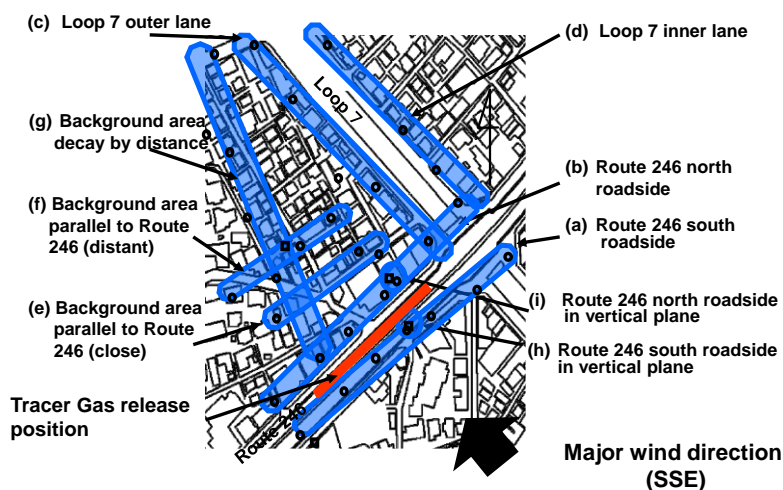 (c) Loop 7 outer lane
(d) Loop 7 inner lane
Loop 7
(g) Background area
decay by distance
(b) Route 246 north
roadside
(f) Background area
parallel to Route
246 (distant)
(a) Route 246 south
roadside
(i) Route 246 north roadside
in vertical plane
(e) Background area
parallel to Route
246 (close)
(h) Route 246 south roadside
in vertical plane
Tracer Gas release
position
Route 246
Major wind direction
(SSE)